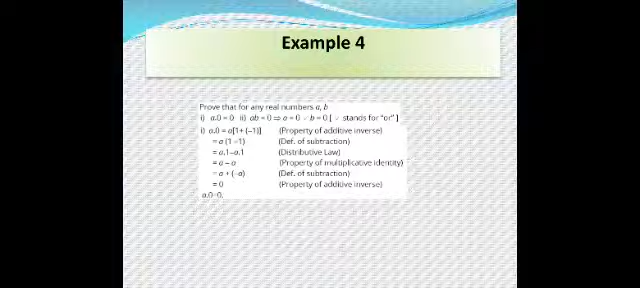 Example 4
Prove that for any real numbers a, b
i) a.0 = 0 ii) ab = 0 ⇒ a = 0 ∨ b = 0 [ ∨ stands for "or" ]
i) a.0 = a[1+ (–1)] (Property of additive inverse)
= a (1 –1) (Def. of subtraction)
= a.1–a.1 (Distributive Law)
= a – a (Property of multiplicative identity)
= a + (–a) (Def. of subtraction)
= 0 (Property of additive inverse)
a.0=0.